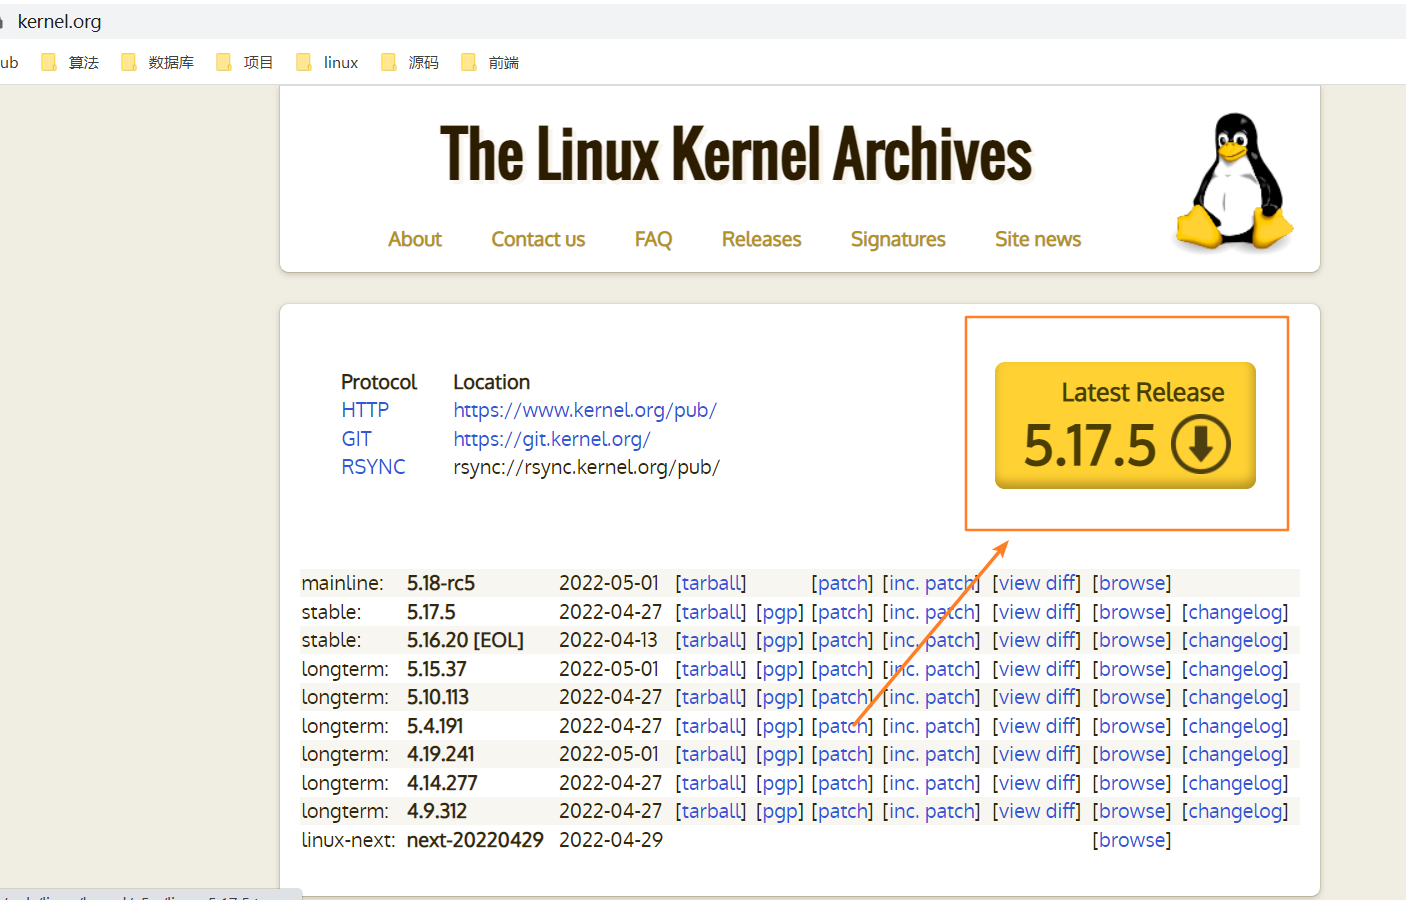 kernel.org
ub 算法 数据库 项目 linux 源码 前端
The Linux Kernel Archives
About Contact us FAQ Releases Signatures Site news
Protocol Location
HTTP https://www.kernel.org/pub/
GIT https://git.kernel.org/
RSYNC rsync://rsync.kernel.org/pub/
Latest Release
5.17.5
mainline: 5.18-rc5 2022-05-01 [tarball] [patch] [inc. patch] [view diff] [browse]
stable: 5.17.5 2022-04-27 [tarball] [pgp] [patch] [inc. patch] [view diff] [browse] [changelog]
stable: 5.16.20 [EOL] 2022-04-13 [tarball] [pgp] [patch] [inc. patch] [view diff] [browse] [changelog]
longterm: 5.15.37 2022-05-01 [tarball] [pgp] [patch] [inc. patch] [view diff] [browse] [changelog]
longterm: 5.10.113 2022-04-27 [tarball] [pgp] [patch] [inc. patch] [view diff] [browse] [changelog]
longterm: 5.4.191 2022-04-27 [tarball] [pgp] [patch] [inc. patch] [view diff] [browse] [changelog]
longterm: 4.19.241 2022-05-01 [tarball] [pgp] [patch] [inc. patch] [view diff] [browse] [changelog]
longterm: 4.14.277 2022-04-27 [tarball] [pgp] [patch] [inc. patch] [view diff] [browse] [changelog]
longterm: 4.9.312 2022-04-27 [tarball] [pgp] [patch] [inc. patch] [view diff] [browse] [changelog]
linux-next: next-20220429 2022-04-29 [browse]